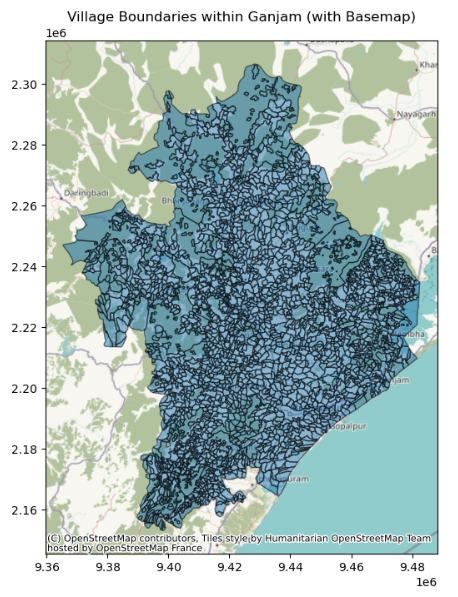 Village Boundaries within Ganjam (with Basemap)
1e6
2.30
2.28
2.26
2.24
2.22
2.20
2.18
2.16
Khar
Nayagarh
Daringbadi
Bh
B
mbha
njam
Gopalpur
puram
(C) OpenStreetMap contributors, Tiles style by Humanitarian OpenStreetMap Team
hosted by OpenStreetMap France
9.36 9.38 9.40 9.42 9.44 9.46 9.48
1e6